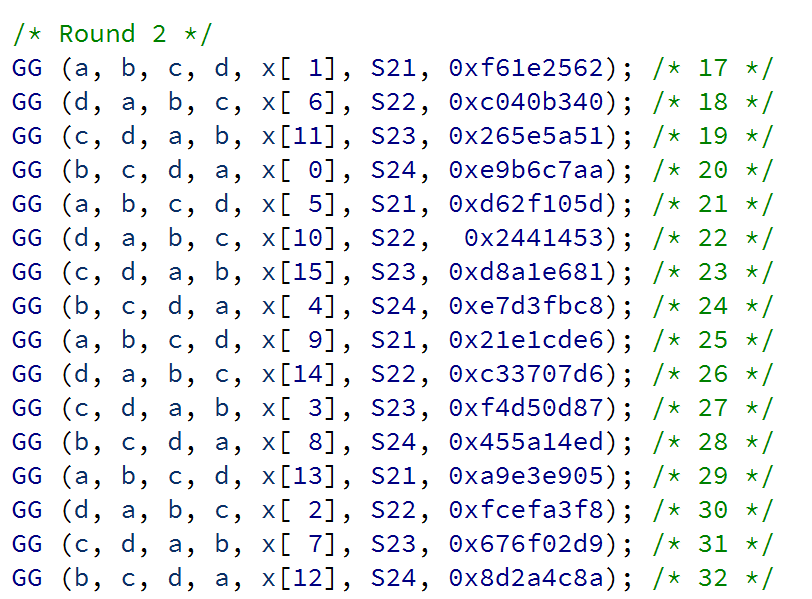 /* Round 2 */
GG (a, b, c, d, x[ 1], S21, 0xf61e2562); /* 17 */
GG (d, a, b, c, x[ 6], S22, 0xc040b340); /* 18 */
GG (c, d, a, b, x[11], S23, 0x265e5a51); /* 19 */
GG (b, c, d, a, x[ 0], S24, 0xe9b6c7aa); /* 20 */
GG (a, b, c, d, x[ 5], S21, 0xd62f105d); /* 21 */
GG (d, a, b, c, x[10], S22,  0x2441453); /* 22 */
GG (c, d, a, b, x[15], S23, 0xd8a1e681); /* 23 */
GG (b, c, d, a, x[ 4], S24, 0xe7d3fbc8); /* 24 */
GG (a, b, c, d, x[ 9], S21, 0x21e1cde6); /* 25 */
GG (d, a, b, c, x[14], S22, 0xc33707d6); /* 26 */
GG (c, d, a, b, x[ 3], S23, 0xf4d50d87); /* 27 */
GG (b, c, d, a, x[ 8], S24, 0x455a14ed); /* 28 */
GG (a, b, c, d, x[13], S21, 0xa9e3e905); /* 29 */
GG (d, a, b, c, x[ 2], S22, 0xfcefa3f8); /* 30 */
GG (c, d, a, b, x[ 7], S23, 0x676f02d9); /* 31 */
GG (b, c, d, a, x[12], S24, 0x8d2a4c8a); /* 32 */